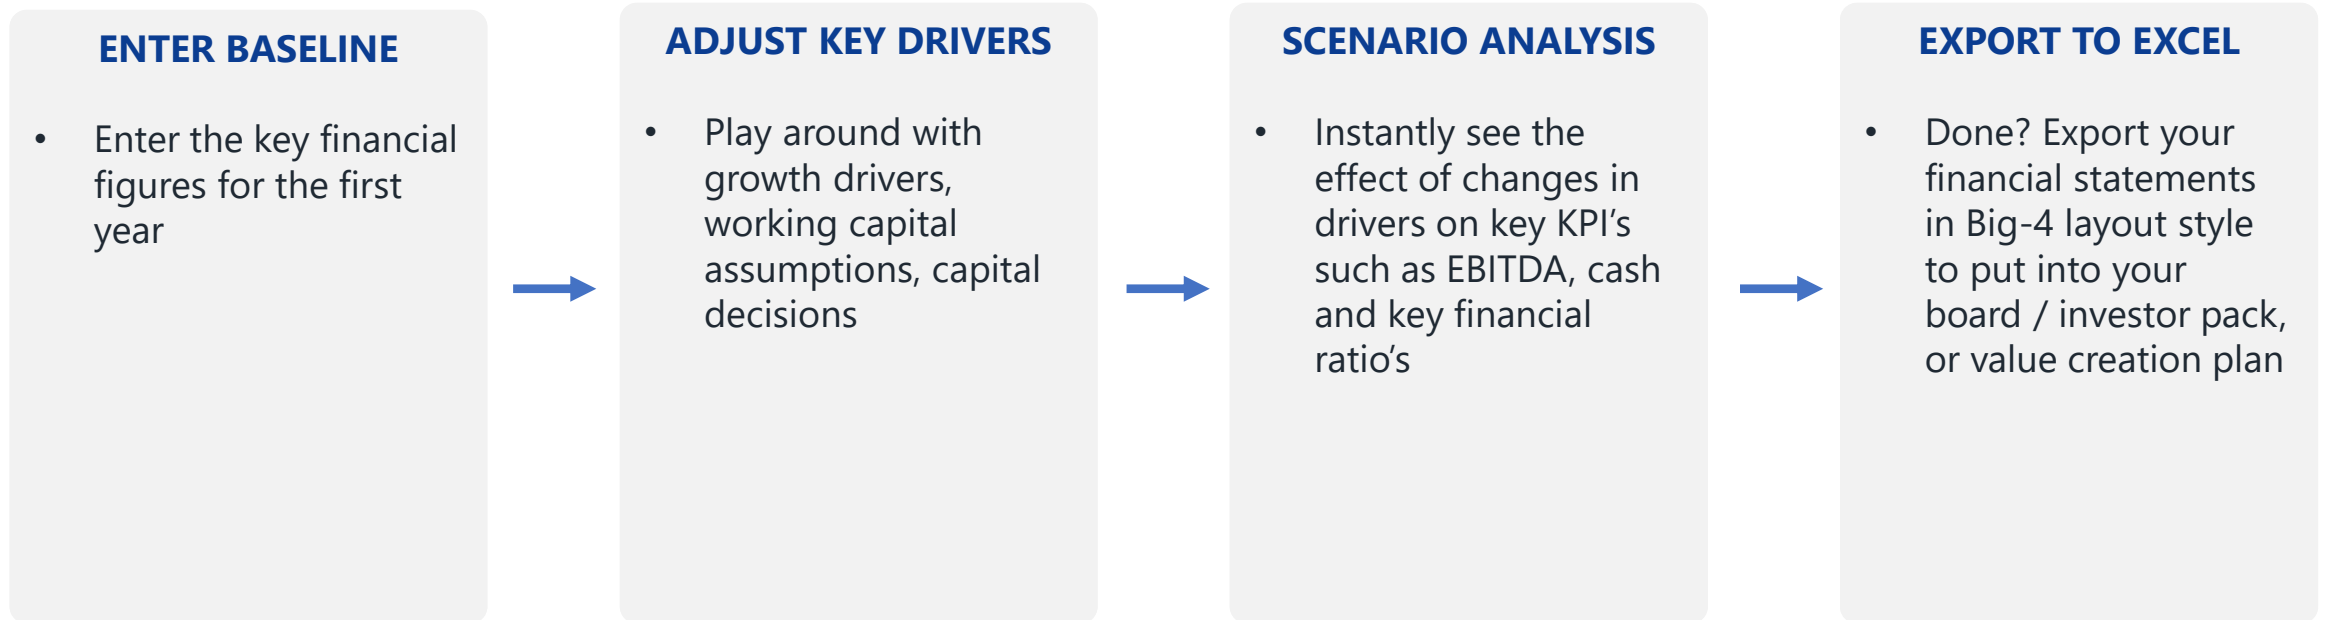 ENTER BASELINE
• Enter the key financial
figures for the first
year
ADJUST KEY DRIVERS
• Play around with
growth drivers,
working capital
assumptions, capital
decisions
SCENARIO ANALYSIS
• Instantly see the
effect of changes in
drivers on key KPI’s
such as EBITDA, cash
and key financial
ratio’s
EXPORT TO EXCEL
• Done? Export your
financial statements
in Big-4 layout style
to put into your
board / investor pack,
or value creation plan